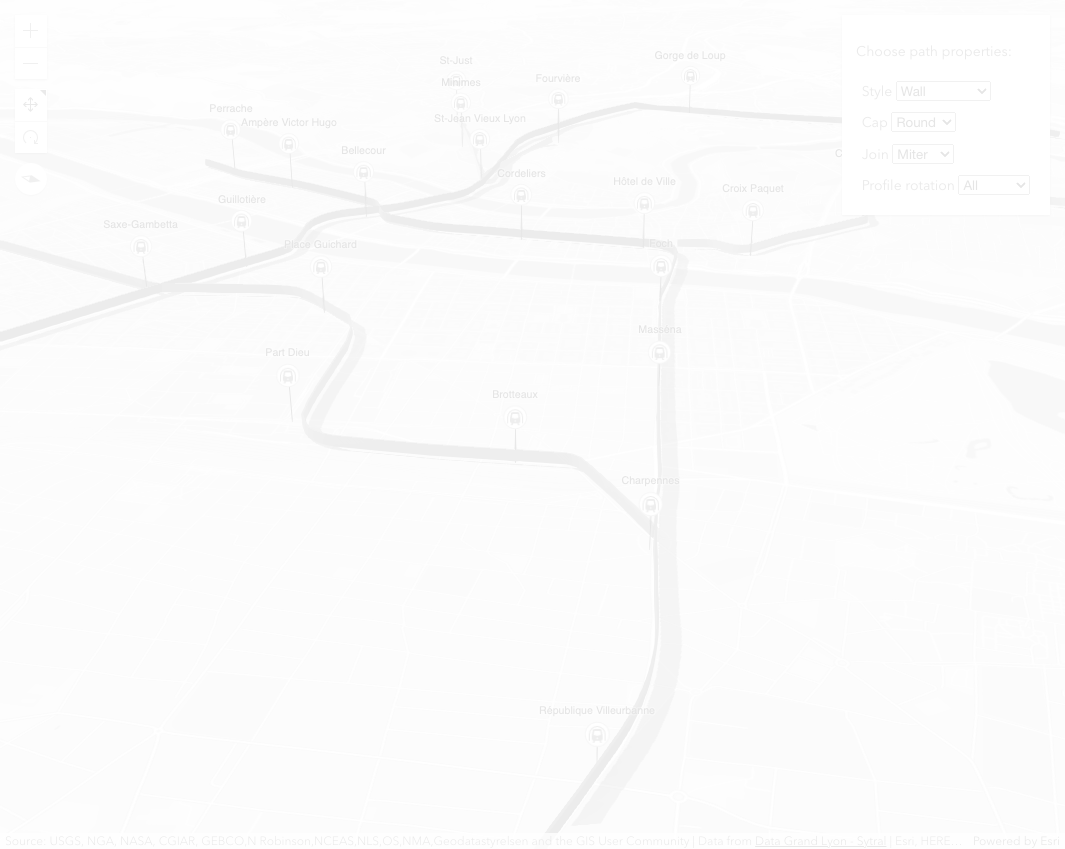 Choose path properties:
Style Wall
Cap Round
Join Miter
Profile rotation All
St-Just
Gorge de Loup
Minimes
Fourvière
Perrache
Ampère Victor Hugo
St-Jean Vieux Lyon
Bellecour
Cordeliers
Hôtel de Ville
Croix Paquet
Guillotière
Saxe-Gambetta
Place Guichard
Foch
Masséna
Part Dieu
Brotteaux
Charpennes
République Villeurbanne
Source: USGS, NGA, NASA, CGIAR, GEBCO,N Robinson,NCEAS,NLS,OS,NMA,Geodatastyrelsen and the GIS User Community | Data from Data Grand Lyon - Sytral | Esri, HERE... Powered by Esri